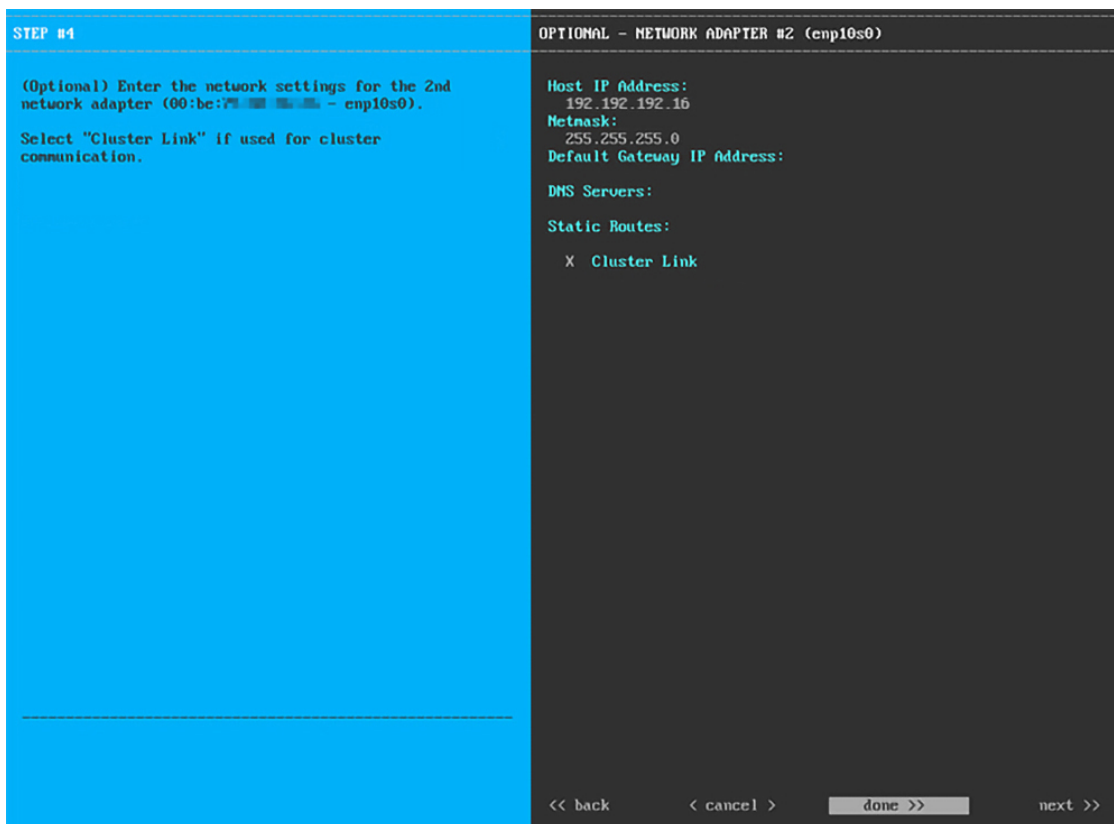 STEP #4
(Optional) Enter the network settings for the 2nd
network adapter (00:be: - enp10s0).
Select "Cluster Link" if used for cluster
communication.
OPTIONAL - NETWORK ADAPTER #2 (enp10s0)
Host IP Address:
192.192.192.16
Netmask:
255.255.255.0
Default Gateway IP Address:
DNS Servers:
Static Routes:
X Cluster Link
<< back < cancel > done >> next >>